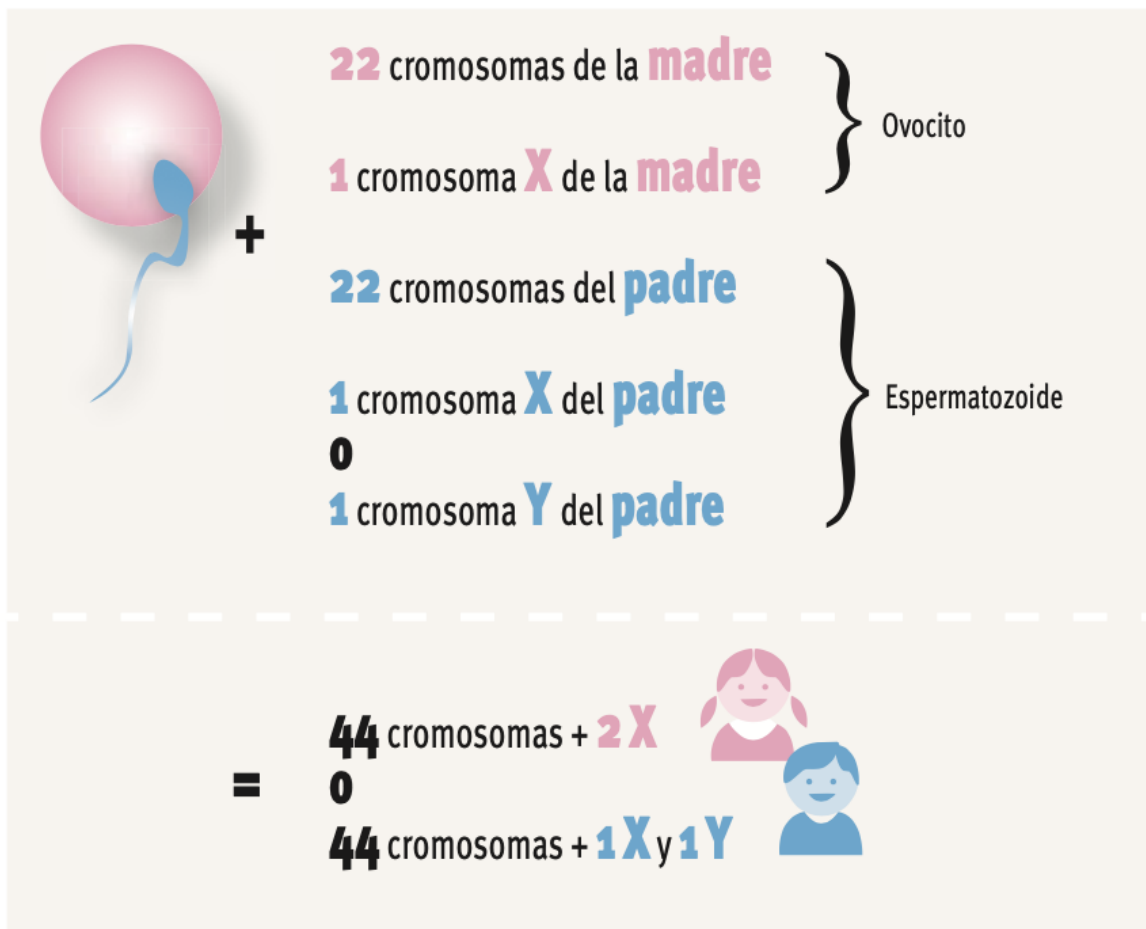 22 cromosomas de la madre
1 cromosoma X de la madre
Ovocito
+
22 cromosomas del padre
1 cromosoma X del padre
o
1 cromosoma Y del padre
Espermatozoide
44 cromosomas + 2 X
= o
44 cromosomas + 1 X y 1 Y